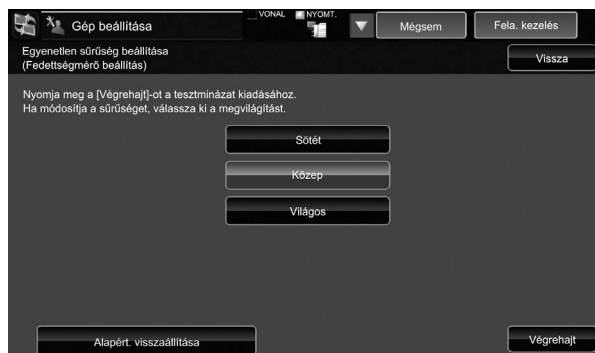 Gép beállítása
VONAL
NYOMT.
Mégsem
Fela. kezelés
Egyenetlen sűrűség beállítása
(Fedettségmérő beállítás)
Vissza
Nyomja meg a [Végrehajt]-ot a tesztminázat kiadásához.
Ha módosítja a sűrűséget, válassza ki a megvilágítást.
Sötét
Közep
Világos
Alapért. visszaállítása
Végrehajt